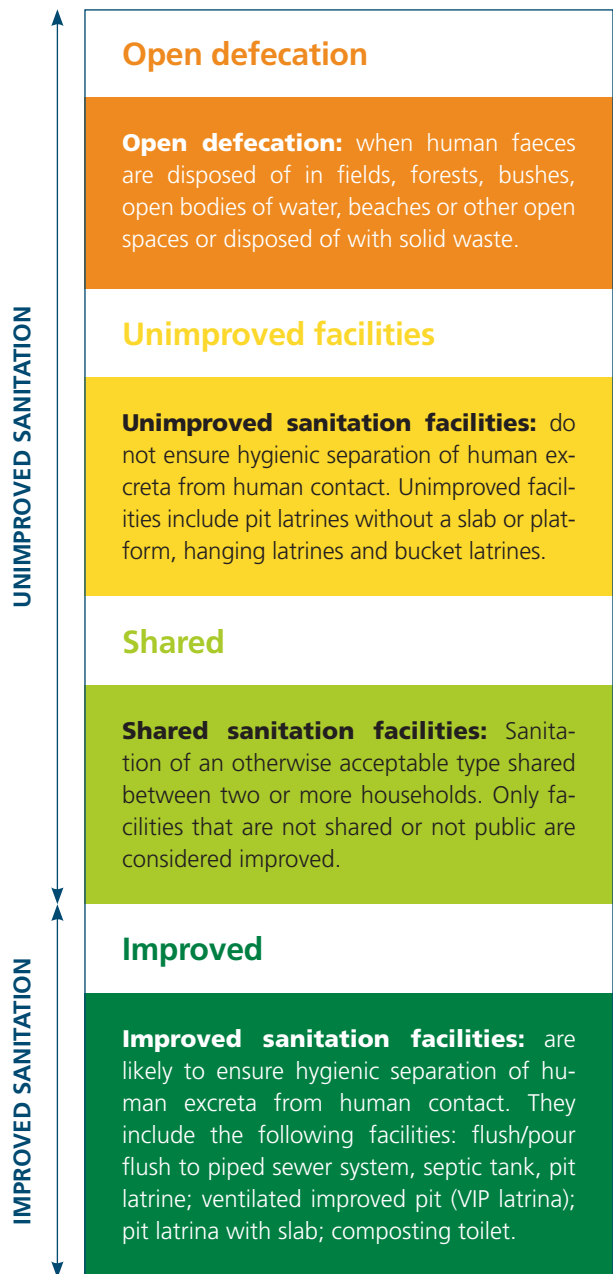 UNIMPROVED SANITATION
Open defecation
Open defecation: when human faeces
are disposed of in fields, forests, bushes,
open bodies of water, beaches or other open
spaces or disposed of with solid waste.
Unimproved facilities
Unimproved sanitation facilities: do
not ensure hygienic separation of human ex-
creta from human contact. Unimproved facil-
ities include pit latrines without a slab or plat-
form, hanging latrines and bucket latrines.
Shared
Shared sanitation facilities: Sanita-
tion of an otherwise acceptable type shared
between two or more households. Only fa-
cilities that are not shared or not public are
considered improved.
IMPROVED SANITATION
Improved
Improved sanitation facilities: are
likely to ensure hygienic separation of hu-
man excreta from human contact. They
include the following facilities: flush/pour
flush to piped sewer system, septic tank, pit
latrine; ventilated improved pit (VIP latrina);
pit latrina with slab; composting toilet.